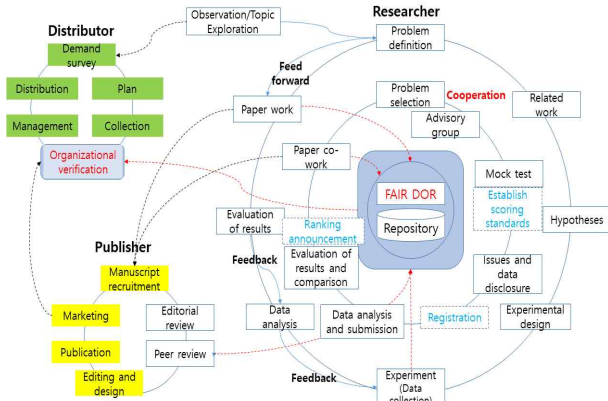 Researcher
Distributor
Observation/Topic
Exploration
Problem
definition
Demand
survey
Feed
forward
Distribution
Plan
Problem
selection
Cooperation
Related
work
Paper work
Advisory
group
Management
Collection
Organizational
verification
Paper co-
work
Mock test
FAIR DOR
Establish
scoring
standards
Evaluation
of results
Ranking
announcement
Repository
Hypotheses
Publisher
Feedback
Evaluation of
results and
comparison
Issues and
data
disclosure
Manuscript
recruitment
Marketing
Editorial
review
Data
analysis
Data analysis
and submission
Registration
Experimental
design
Publication
Peer review
Editing and
design
Feedback
Experiment
(Data
collection)